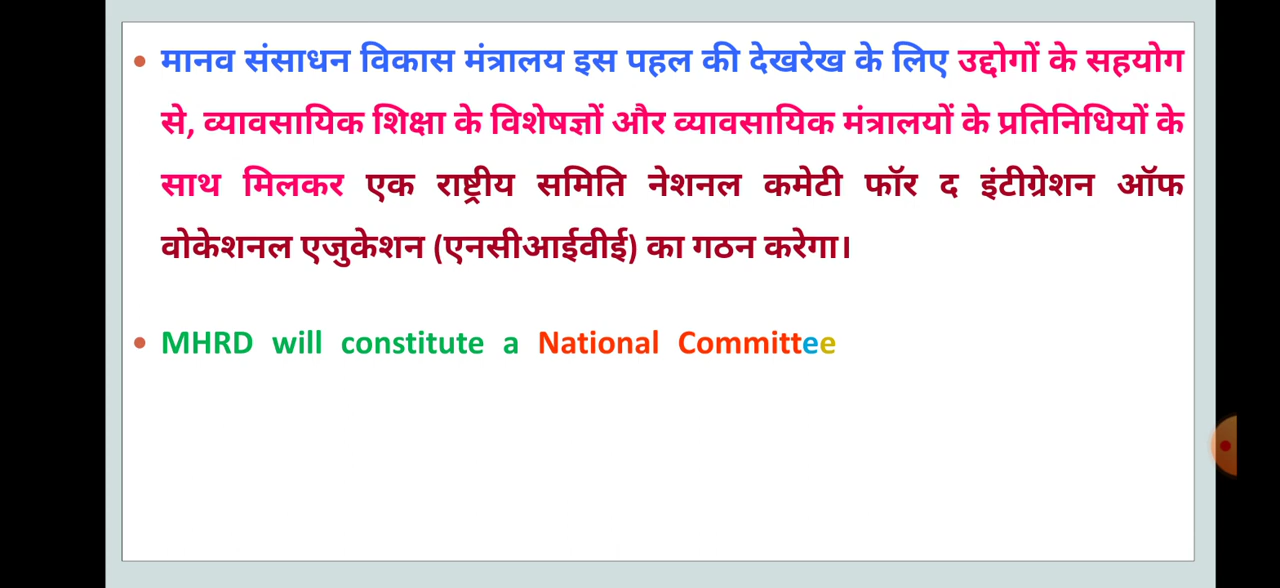 • मानव संसाधन विकास मंत्रालय इस पहल की देखरेख के लिए उद्दोगों के सहयोग
से, व्यावसायिक शिक्षा के विशेषज्ञों और व्यावसायिक मंत्रालयों के प्रतिनिधियों के
साथ मिलकर एक राष्ट्रीय समिति नेशनल कमेटी फॉर द इंटीग्रेशन ऑफ
वोकेशनल एजुकेशन (एनसीआईवीई) का गठन करेगा।
• MHRD will constitute a National Committee